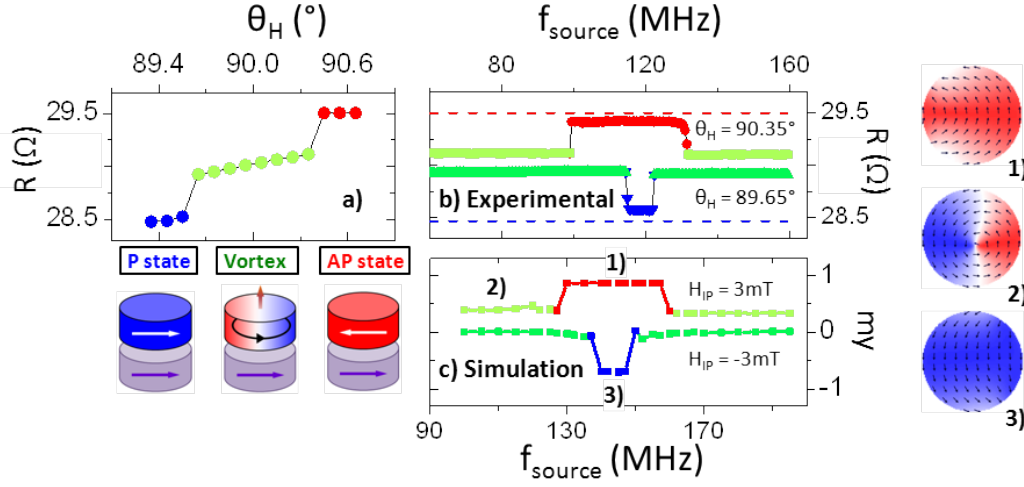 θH (°)
89.4 90.0 90.6
29.5
28.5
R (Ω)
a)
P state
Vortex
AP state
fsource (MHz)
80 120 160
θH = 90.35°
b) Experimental
θH = 89.65°
29.5
28.5
R (Ω)
1)
2)
HIP = 3mT
c) Simulation
HIP = -3mT
3)
1
0
-1
my
90 130 170
fsource (MHz)
1)
2)
3)